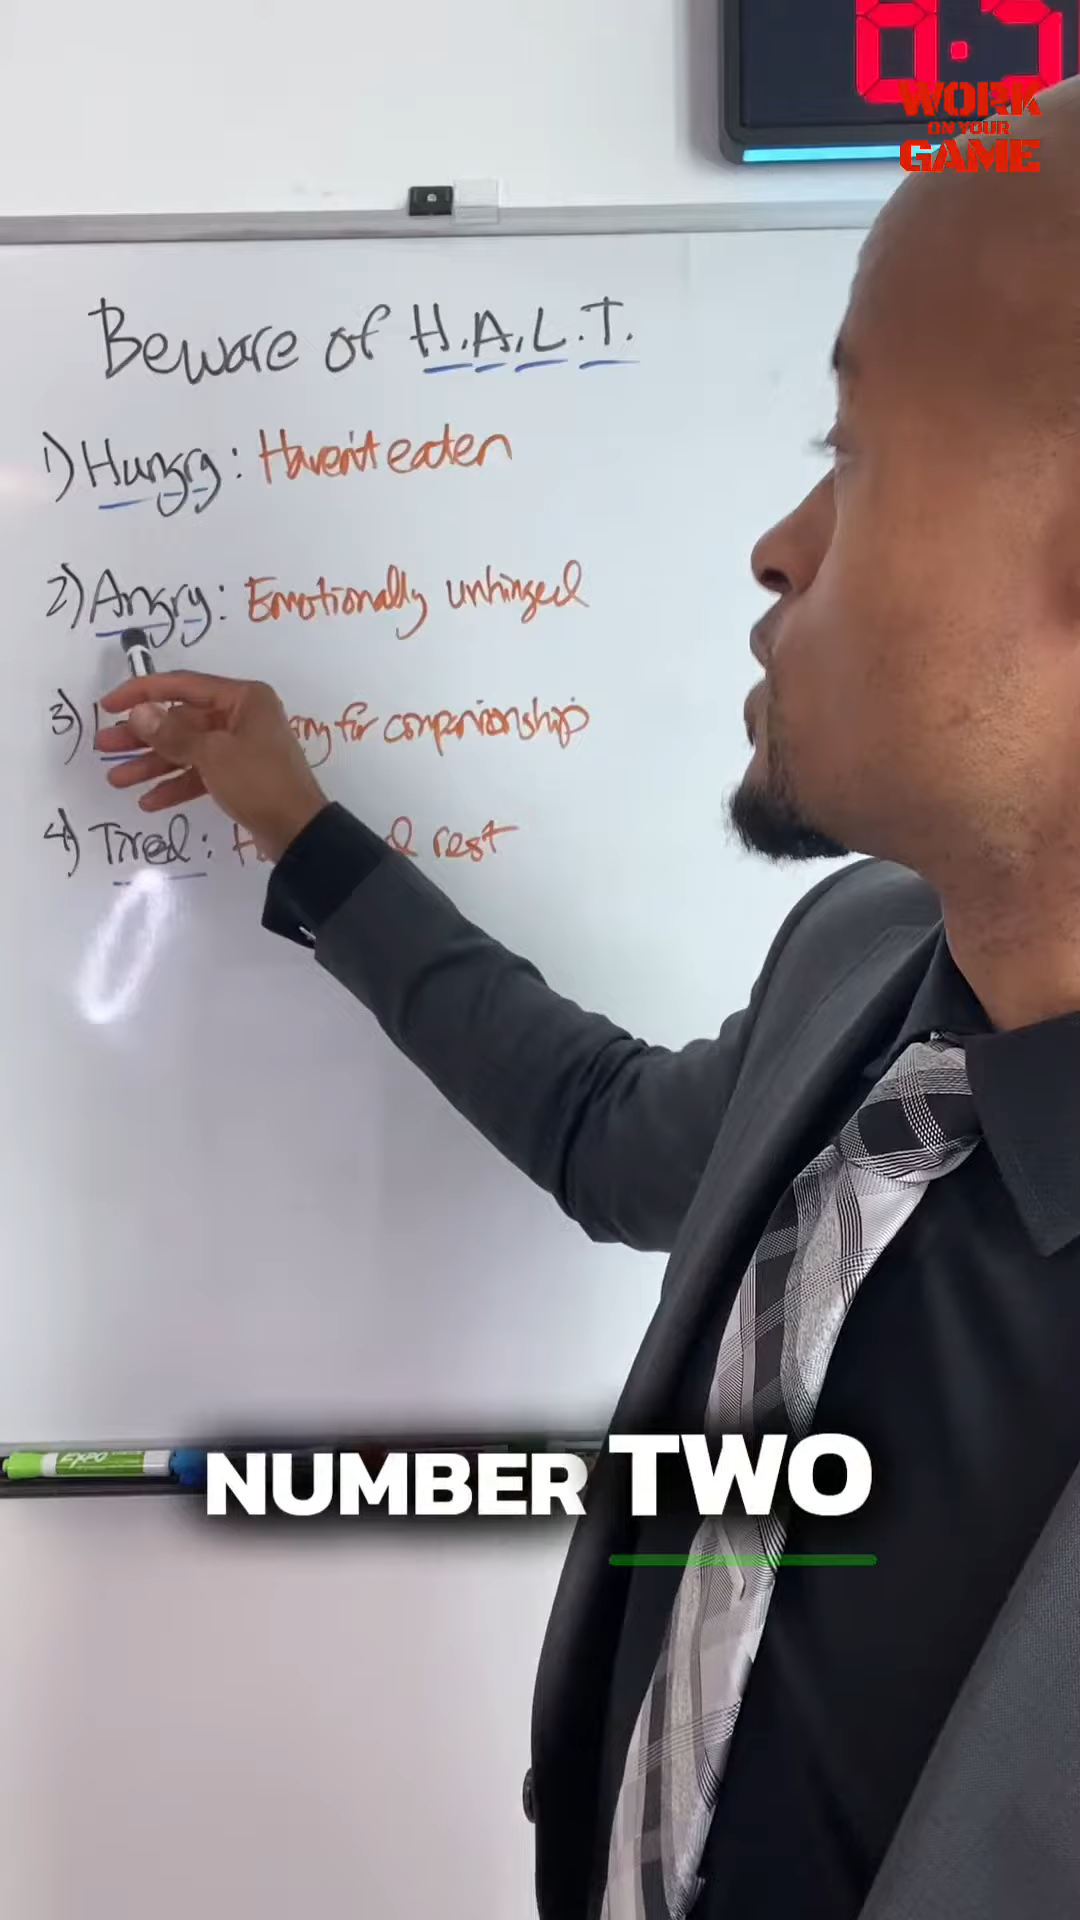 WORK
ON YOUR
GAME
Beware of H.A.L.T.
1) Hungry: Haven't eaten
2) Angry: Emotionally unhinged
3) for companionship
4) Tired: rest
EXPO
NUMBER TWO